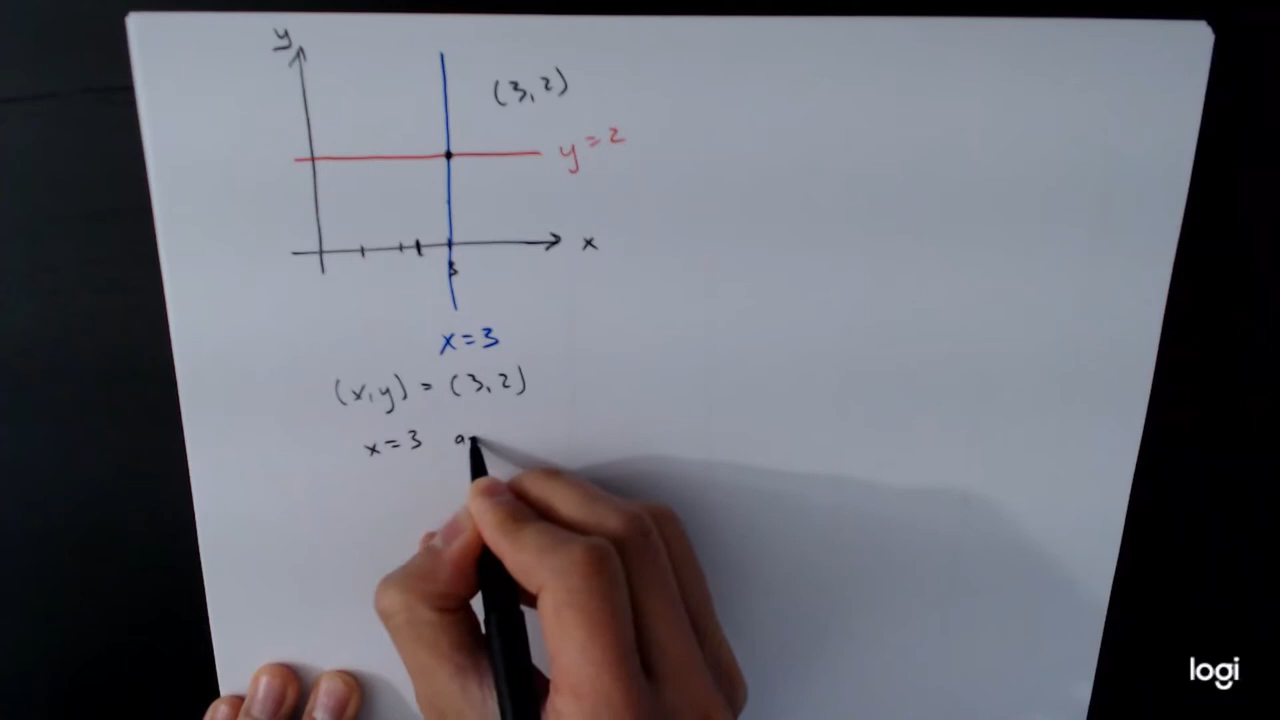 y
(3,2)
y=2
x
3
x=3
(x,y) = (3,2)
x=3
logi